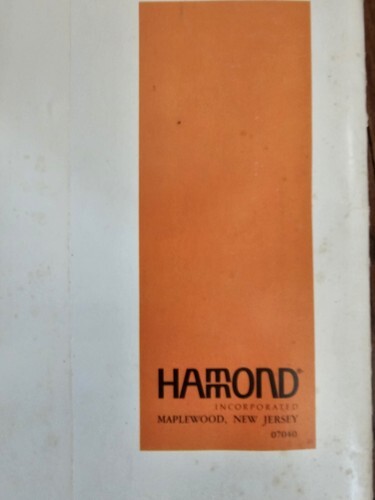 HAMMOND®
INCORPORATED
MAPLEWOOD, NEW JERSEY
07040